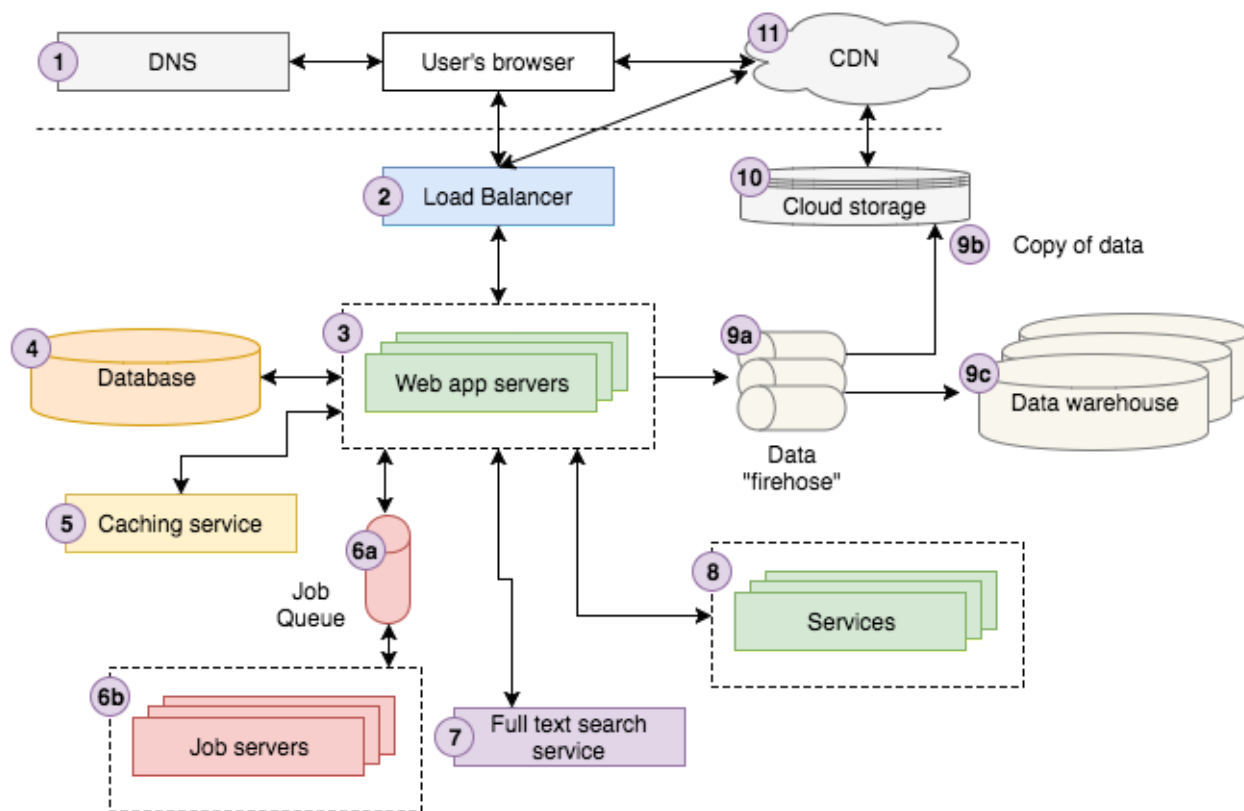 1
DNS
User's browser
11
CDN
2
Load Balancer
10
Cloud storage
9b
Copy of data
3
Web app servers
4
Database
9a
Data
"firehose"
9c
Data warehouse
5
Caching service
6a
Job
Queue
8
Services
6b
Job servers
7
Full text search
service